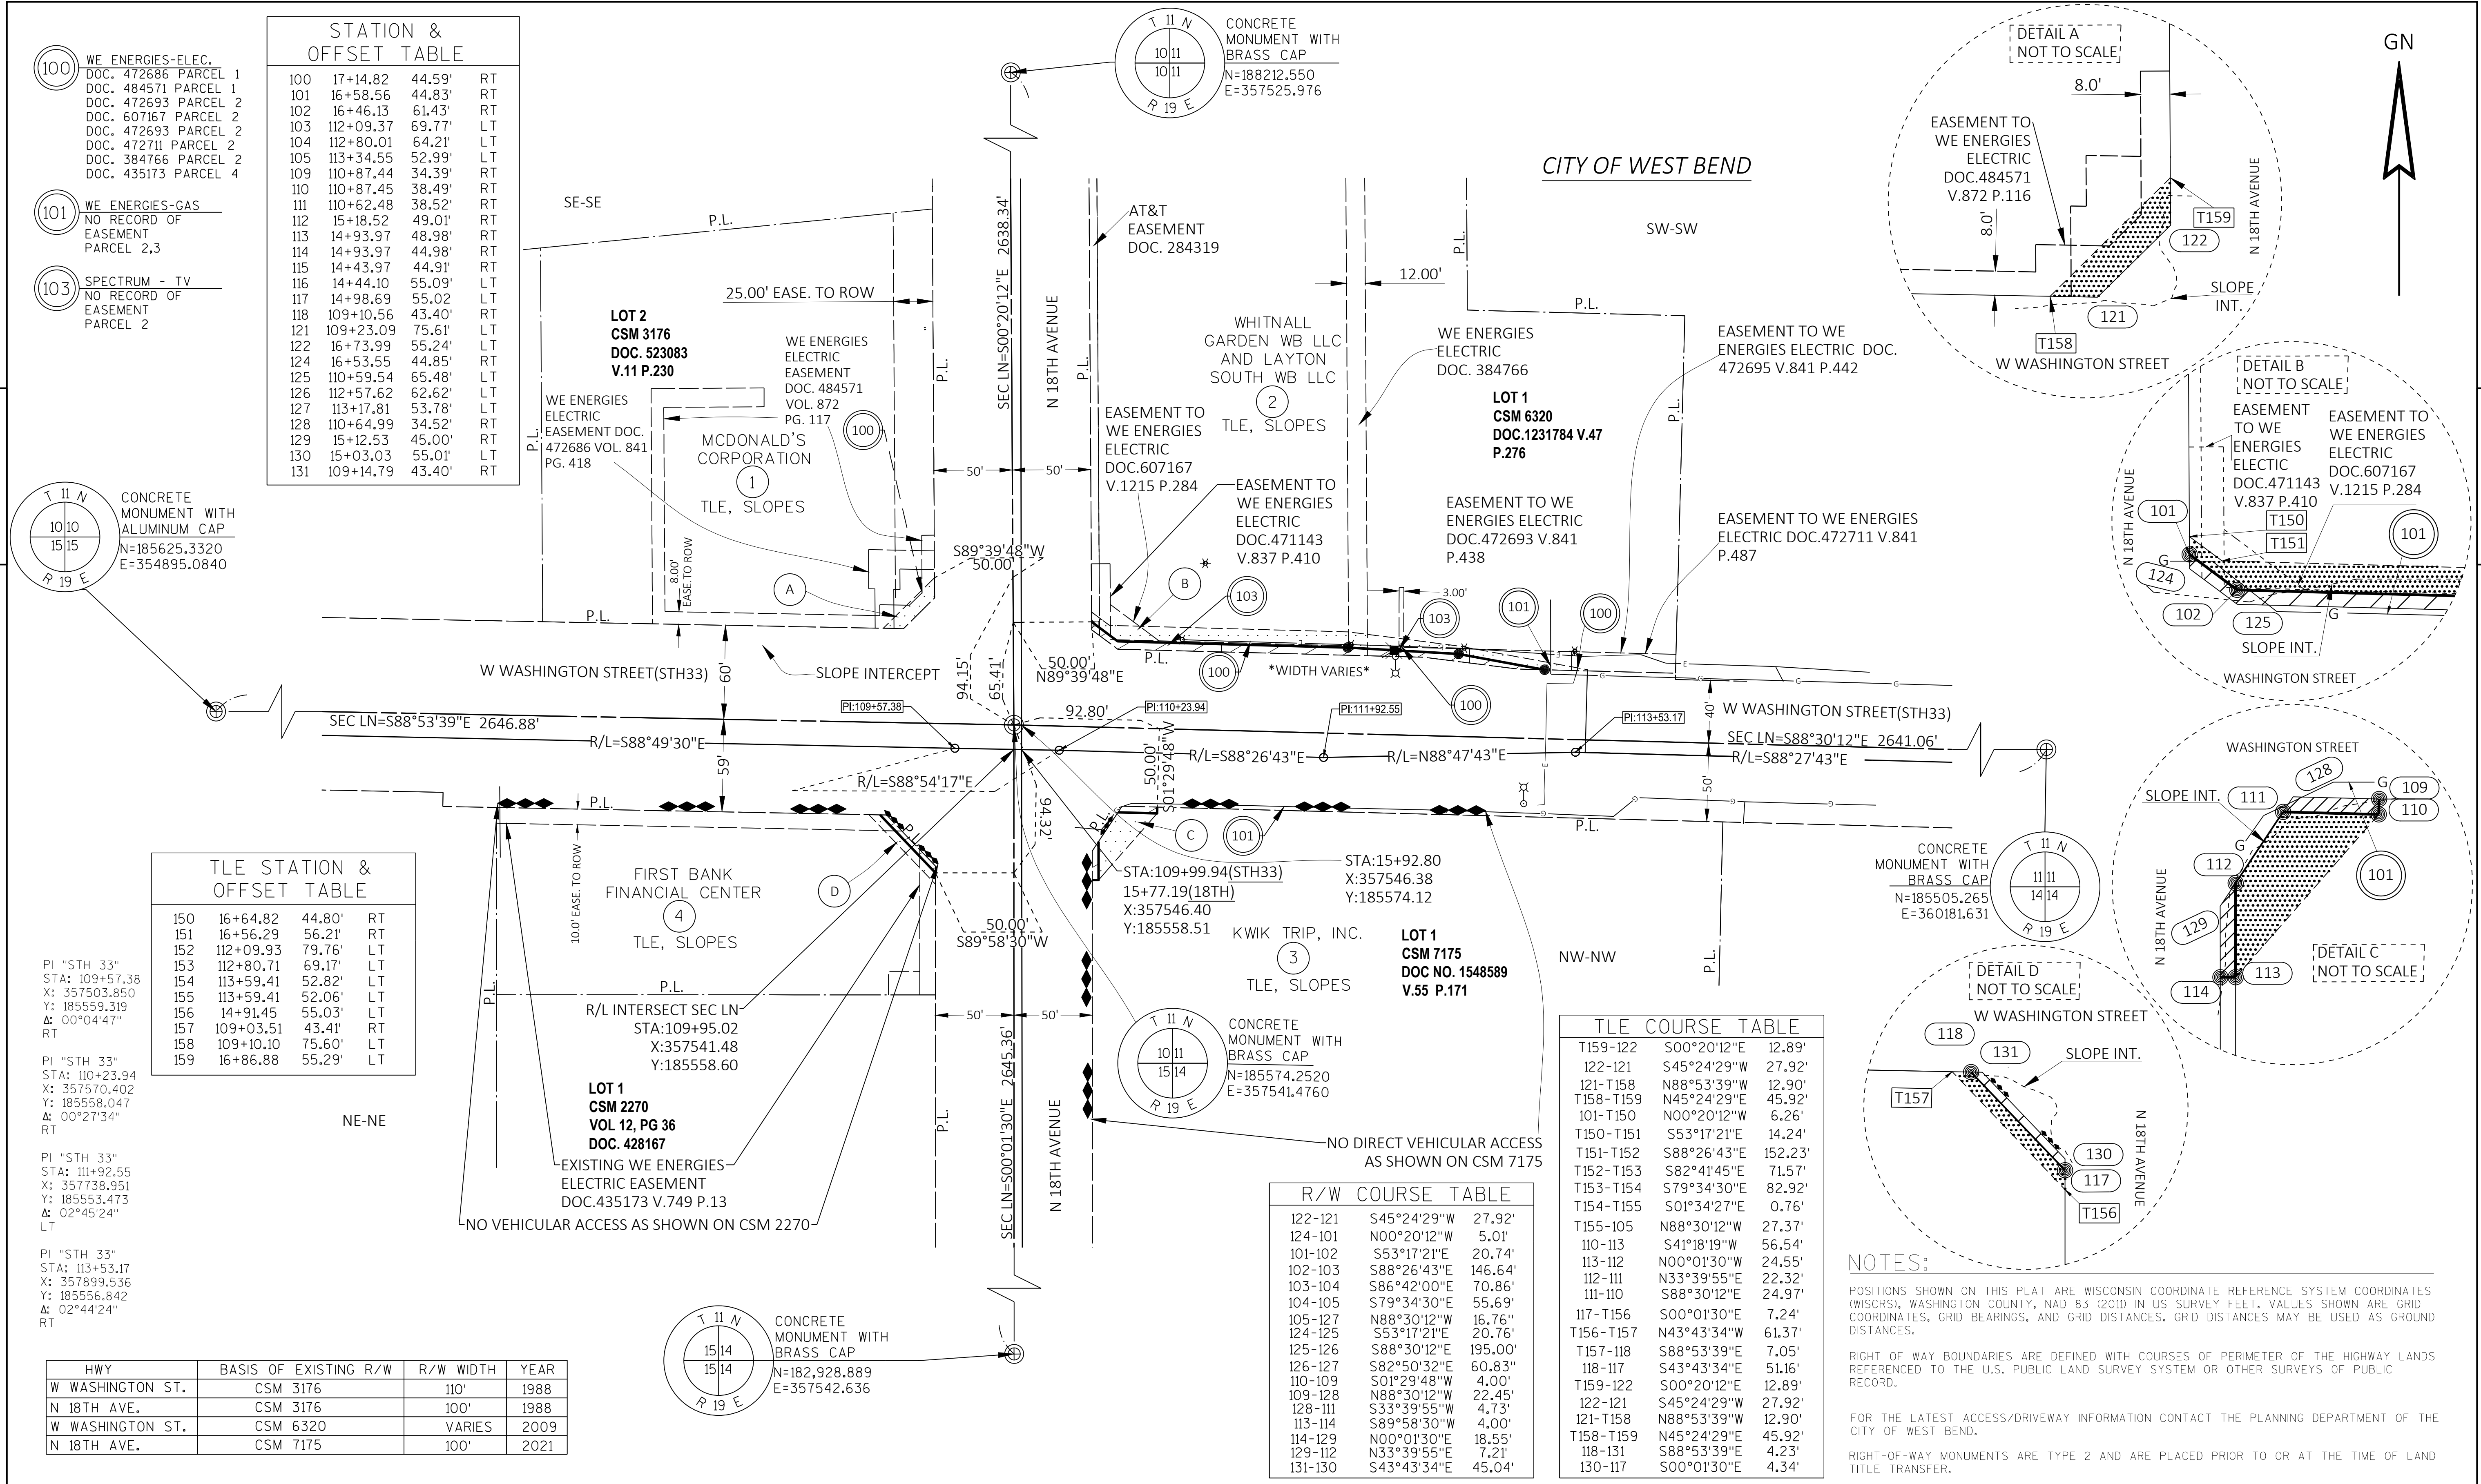 STATION &
OFFSET TABLE
100 17+14.82 44.59' RT
101 16+58.56 44.83' RT
102 16+46.13 61.43' RT
103 112+09.37 69.77' LT
104 112+80.01 64.21' LT
105 113+34.55 52.99' LT
109 110+87.44 34.39' RT
110 110+87.45 38.49' RT
111 110+62.48 38.52' RT
112 15+18.52 49.01' RT
113 14+93.97 48.98' RT
114 14+93.97 44.98' RT
115 14+43.97 44.91' RT
116 14+44.10 55.09' LT
117 14+98.69 55.02 LT
118 109+10.56 43.40' RT
121 109+23.09 75.61' LT
122 16+73.99 55.24' LT
124 16+53.55 44.85' RT
125 110+59.54 65.48' LT
126 112+57.62 62.62' LT
127 113+17.81 53.78' LT
128 110+64.99 34.52' RT
129 15+12.53 45.00' RT
130 15+03.03 55.01' LT
131 109+14.79 43.40' RT
100
WE ENERGIES-ELEC.
DOC. 472686 PARCEL 1
DOC. 484571 PARCEL 1
DOC. 472693 PARCEL 2
DOC. 607167 PARCEL 2
DOC. 472693 PARCEL 2
DOC. 472711 PARCEL 2
DOC. 384766 PARCEL 2
DOC. 435173 PARCEL 4
101
WE ENERGIES-GAS
NO RECORD OF
EASEMENT
PARCEL 2,3
103
SPECTRUM - TV
NO RECORD OF
EASEMENT
PARCEL 2
T 11 N
10 11
10 11
R 19 E
CONCRETE
MONUMENT WITH
BRASS CAP
N=188212.550
E=357525.976
CITY OF WEST BEND
GN
DETAIL A
NOT TO SCALE
8.0'
EASEMENT TO
WE ENERGIES
ELECTRIC
DOC.484571
V.872 P.116
8.0'
T159
122
N 18TH AVENUE
SLOPE
INT.
121
T158
W WASHINGTON STREET
DETAIL B
NOT TO SCALE
EASEMENT
TO WE
ENERGIES
ELECTIC
DOC.471143
V.837 P.410
EASEMENT TO
WE ENERGIES
ELECTRIC
DOC.607167
V.1215 P.284
N 18TH AVENUE
101
T150
T151
101
G
124
102
125
G
SLOPE INT.
WASHINGTON STREET
SE-SE
P.L.
SEC LN=S00°20'12"E 2638.34'
N 18TH AVENUE
AT&T
EASEMENT
DOC. 284319
SW-SW
12.00'
P.L.
P.L.
25.00' EASE. TO ROW
LOT 2
CSM 3176
DOC. 523083
V.11 P.230
WE ENERGIES
ELECTRIC
EASEMENT
DOC. 484571
VOL. 872
PG. 117
100
WE ENERGIES
ELECTRIC
EASEMENT DOC.
472686 VOL. 841
PG. 418
P.L.
MCDONALD'S
CORPORATION
1
TLE, SLOPES
P.L.
P.L.
WHITNALL
GARDEN WB LLC
AND LAYTON
SOUTH WB LLC
2
TLE, SLOPES
WE ENERGIES
ELECTRIC
DOC. 384766
EASEMENT TO WE
ENERGIES ELECTRIC DOC.
472695 V.841 P.442
LOT 1
CSM 6320
DOC.1231784 V.47
P.276
P.L.
EASEMENT TO
WE ENERGIES
ELECTRIC
DOC.607167
V.1215 P.284
50'
50'
EASEMENT TO
WE ENERGIES
ELECTRIC
DOC.471143
V.837 P.410
EASEMENT TO WE
ENERGIES ELECTRIC
DOC.472693 V.841
P.438
EASEMENT TO WE ENERGIES
ELECTRIC DOC.472711 V.841
P.487
T 11 N
10 10
15 15
R 19 E
CONCRETE
MONUMENT WITH
ALUMINUM CAP
N=185625.3320
E=354895.0840
8.00'
EASE.TO ROW
S89°39'48"W
50.00'
A
B
103
3.00'
103
101
100
P.L.
P.L.
100
*WIDTH VARIES*
100
W WASHINGTON STREET(STH33)
60'
SLOPE INTERCEPT
94.15'
65.41'
50.00'
N89°39'48"E
E
G
G
G
40'
W WASHINGTON STREET(STH33)
PI:109+57.38
92.80'
PI:110+23.94
PI:111+92.55
PI:113+53.17
SEC LN=S88°53'39"E 2646.88'
R/L=S88°49'30"E
R/L=S88°54'17"E
50.00'
S01°29'48"W
R/L=S88°26'43"E
R/L=N88°47'43"E
SEC LN=S88°30'12"E 2641.06'
R/L=S88°27'43"E
59'
94.32'
E
G
50'
P.L.
P.L.
P.L.
C
101
P.L.
WASHINGTON STREET
128
G
109
110
SLOPE INT.
111
G
112
101
N 18TH AVENUE
129
113
114
DETAIL C
NOT TO SCALE
TLE STATION &
OFFSET TABLE
150 16+64.82 44.80' RT
151 16+56.29 56.21' RT
152 112+09.93 79.76' LT
153 112+80.71 69.17' LT
154 113+59.41 52.82' LT
155 113+59.41 52.06' LT
156 14+91.45 55.03' LT
157 109+03.51 43.41' RT
158 109+10.10 75.60' LT
159 16+86.88 55.29' LT
10.0' EASE. TO ROW
FIRST BANK
FINANCIAL CENTER
4
TLE, SLOPES
D
STA:109+99.94(STH33)
15+77.19(18TH)
X:357546.40
Y:185558.51
STA:15+92.80
X:357546.38
Y:185574.12
50.00'
S89°58'30"W
KWIK TRIP, INC.
3
TLE, SLOPES
LOT 1
CSM 7175
DOC NO. 1548589
V.55 P.171
NW-NW
P.L.
CONCRETE
MONUMENT WITH
BRASS CAP
N=185505.265
E=360181.631
T 11 N
11 11
14 14
R 19 E
DETAIL D
NOT TO SCALE
W WASHINGTON STREET
118
131
SLOPE INT.
T157
130
117
T156
N 18TH AVENUE
PI "STH 33"
STA: 109+57.38
X: 357503.850
Y: 185559.319
Δ: 00°04'47"
RT
PI "STH 33"
STA: 110+23.94
X: 357570.402
Y: 185558.047
Δ: 00°27'34"
RT
PI "STH 33"
STA: 111+92.55
X: 357738.951
Y: 185553.473
Δ: 02°45'24"
LT
PI "STH 33"
STA: 113+53.17
X: 357899.536
Y: 185556.842
Δ: 02°44'24"
RT
P.L.
P.L.
R/L INTERSECT SEC LN
STA:109+95.02
X:357541.48
Y:185558.60
50'
50'
T 11 N
10 11
15 14
R 19 E
CONCRETE
MONUMENT WITH
BRASS CAP
N=185574.2520
E=357541.4760
NE-NE
LOT 1
CSM 2270
VOL 12, PG 36
DOC. 428167
P.L.
SEC LN=S00°01'30"E 2645.36'
N 18TH AVENUE
EXISTING WE ENERGIES
ELECTRIC EASEMENT
DOC.435173 V.749 P.13
NO VEHICULAR ACCESS AS SHOWN ON CSM 2270
NO DIRECT VEHICULAR ACCESS
AS SHOWN ON CSM 7175
T 11 N
15 14
15 14
R 19 E
CONCRETE
MONUMENT WITH
BRASS CAP
N=182,928.889
E=357542.636
HWY BASIS OF EXISTING R/W R/W WIDTH YEAR
W WASHINGTON ST. CSM 3176 110' 1988
N 18TH AVE. CSM 3176 100' 1988
W WASHINGTON ST. CSM 6320 VARIES 2009
N 18TH AVE. CSM 7175 100' 2021
R/W COURSE TABLE
122-121 S45°24'29"W 27.92'
124-101 N00°20'12"W 5.01'
101-102 S53°17'21"E 20.74'
102-103 S88°26'43"E 146.64'
103-104 S86°42'00"E 70.86'
104-105 S79°34'30"E 55.69'
105-127 N88°30'12"W 16.76"
124-125 S53°17'21"E 20.76'
125-126 S88°30'12"E 195.00'
126-127 S82°50'32"E 60.83"
110-109 S01°29'48"W 4.00'
109-128 N88°30'12"W 22.45'
128-111 S33°39'55"W 4.73'
113-114 S89°58'30"W 4.00'
114-129 N00°01'30"E 18.55'
129-112 N33°39'55"E 7.21'
131-130 S43°43'34"E 45.04'
TLE COURSE TABLE
T159-122 S00°20'12"E 12.89'
122-121 S45°24'29"W 27.92'
121-T158 N88°53'39"W 12.90'
T158-T159 N45°24'29"E 45.92'
101-T150 N00°20'12"W 6.26'
T150-T151 S53°17'21"E 14.24'
T151-T152 S88°26'43"E 152.23'
T152-T153 S82°41'45"E 71.57'
T153-T154 S79°34'30"E 82.92'
T154-T155 S01°34'27"E 0.76'
T155-105 N88°30'12"W 27.37'
110-113 S41°18'19"W 56.54'
113-112 N00°01'30"W 24.55'
112-111 N33°39'55"E 22.32'
111-110 S88°30'12"E 24.97'
117-T156 S00°01'30"E 7.24'
T156-T157 N43°43'34"W 61.37'
T157-118 S88°53'39"E 7.05'
118-117 S43°43'34"E 51.16'
T159-122 S00°20'12"E 12.89'
122-121 S45°24'29"W 27.92'
121-T158 N88°53'39"W 12.90'
T158-T159 N45°24'29"E 45.92'
118-131 S88°53'39"E 4.23'
130-117 S00°01'30"E 4.34'
NOTES:
POSITIONS SHOWN ON THIS PLAT ARE WISCONSIN COORDINATE REFERENCE SYSTEM COORDINATES
(WISCRS), WASHINGTON COUNTY, NAD 83 (2011) IN US SURVEY FEET. VALUES SHOWN ARE GRID
COORDINATES, GRID BEARINGS, AND GRID DISTANCES. GRID DISTANCES MAY BE USED AS GROUND
DISTANCES.
RIGHT OF WAY BOUNDARIES ARE DEFINED WITH COURSES OF PERIMETER OF THE HIGHWAY LANDS
REFERENCED TO THE U.S. PUBLIC LAND SURVEY SYSTEM OR OTHER SURVEYS OF PUBLIC
RECORD.
FOR THE LATEST ACCESS/DRIVEWAY INFORMATION CONTACT THE PLANNING DEPARTMENT OF THE
CITY OF WEST BEND.
RIGHT-OF-WAY MONUMENTS ARE TYPE 2 AND ARE PLACED PRIOR TO OR AT THE TIME OF LAND
TITLE TRANSFER.